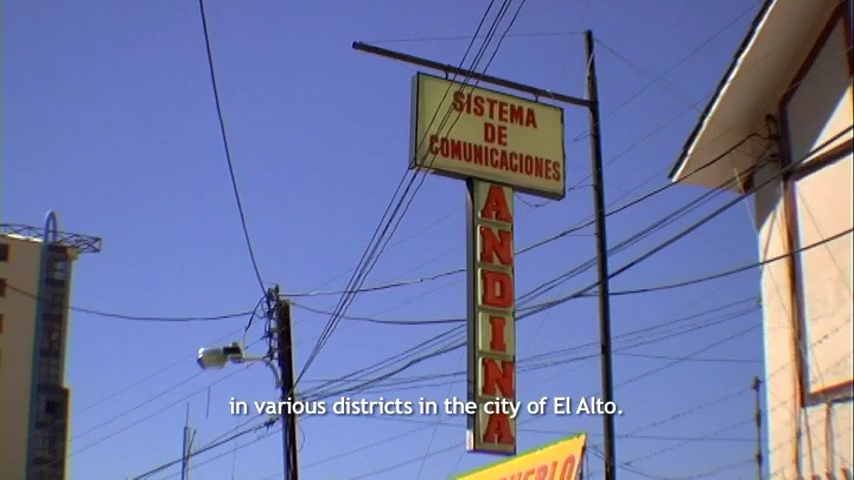 SISTEMA
DE
COMUNICACIONES
ANDINA
in various districts in the city of El Alto.